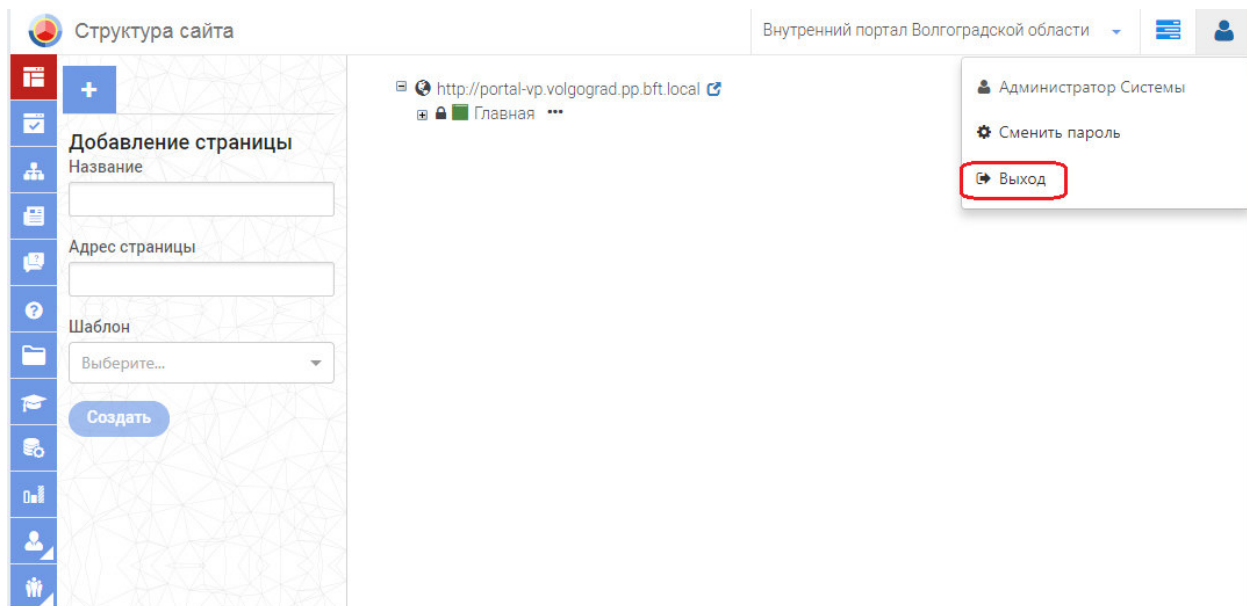 Структура сайта
Внутренний портал Волгоградской области
Администратор Системы
Сменить пароль
Выход
http://portal-vp.volgograd.pp.bft.local
Главная
Добавление страницы
Название
Адрес страницы
Шаблон
Выберите...
Создать